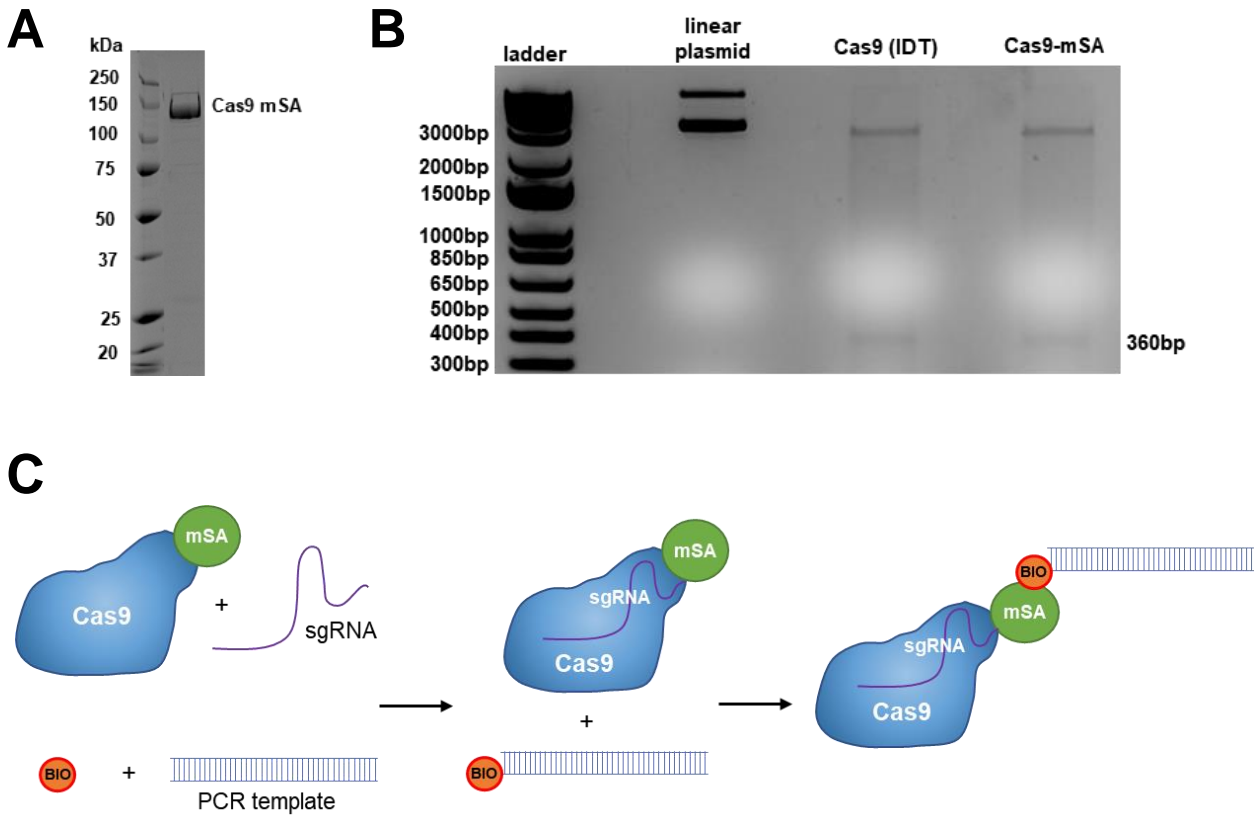 A
kDa
250
150
100
75
50
37
25
20
Cas9 mSA
B
ladder
linear
plasmid
Cas9 (IDT)
Cas9-mSA
3000bp
2000bp
1500bp
1000bp
850bp
650bp
500bp
400bp
300bp
360bp
C
mSA
Cas9
+
sgRNA
BIO
+
PCR template
mSA
sgRNA
Cas9
+
BIO
BIO
mSA
sgRNA
Cas9